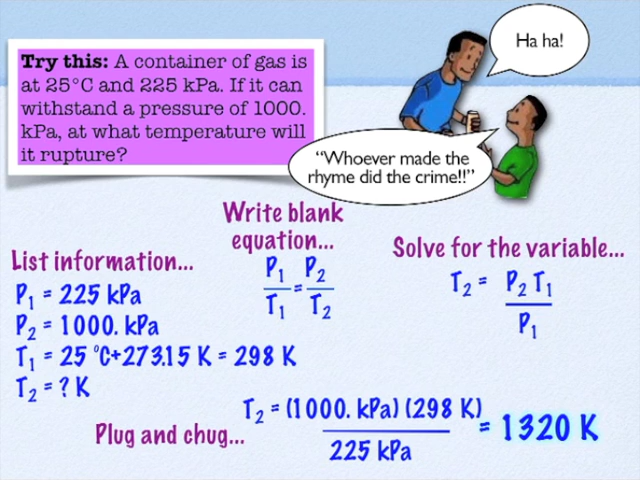 Try this: A container of gas is
at 25°C and 225 kPa. If it can
withstand a pressure of 1000.
kPa, at what temperature will
it rupture?
Ha ha!
“Whoever made the
rhyme did the crime!!”
List information...
P₁ = 225 kPa
P₂ = 1000. kPa
T₁ = 25 °C+273.15 K = 298 K
T₂ = ? K
Write blank
equation...
P₁ P₂
=
T₁ T₂
Solve for the variable...
T₂ = P₂ T₁
P₁
Plug and chug...
T₂ = (1000. kPa) (298 K)
225 kPa
= 1320 K